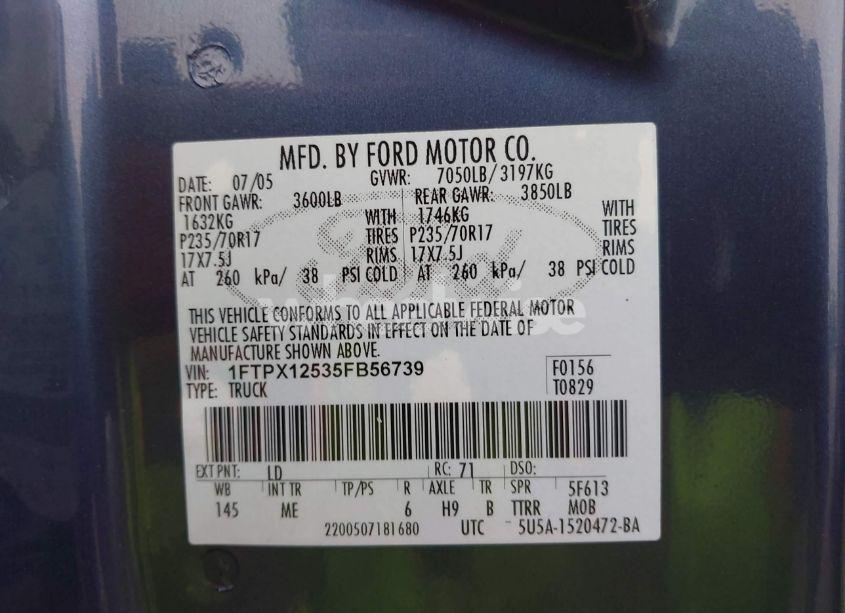 MFD. BY FORD MOTOR CO.
DATE: 07/05 GVWR: 7050LB/3197KG
FRONT GAWR: 3600LB REAR GAWR: 3850LB
1632KG WITH 1746KG WITH
P235/70R17 TIRES P235/70R17 TIRES
17X7.5J RIMS 17X7.5J RIMS
AT 260 kPa/ 38 PSI COLD AT 260 kPa/ 38 PSI COLD
THIS VEHICLE CONFORMS TO ALL APPLICABLE FEDERAL MOTOR
VEHICLE SAFETY STANDARDS IN EFFECT ON THE DATE OF
MANUFACTURE SHOWN ABOVE.
VIN: 1FTPX12535FB56739 F0156
TYPE: TRUCK T0829
EXT PNT: LD RC: 71 DSO:
WB INT TR TP/PS R AXLE TR SPR 5F613
145 ME 6 H9 B TTRR MOB
2200507181680 UTC 5U5A-1520472-BA